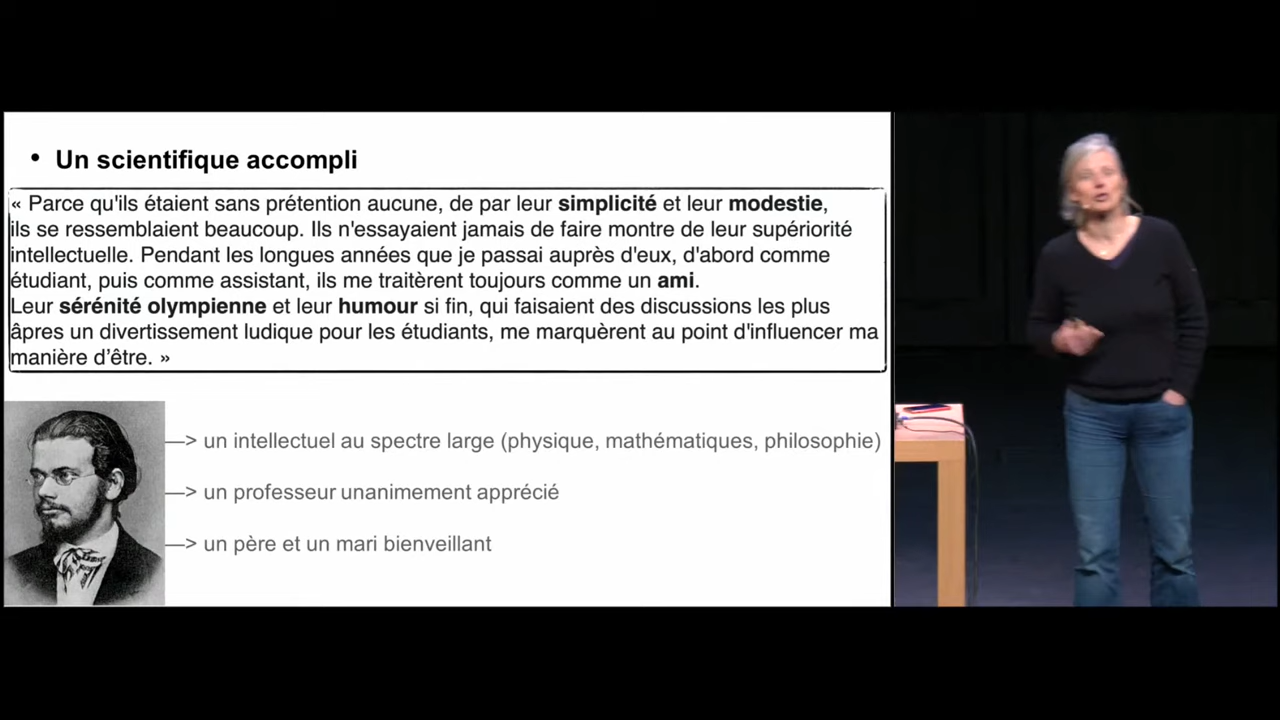 • Un scientifique accompli
« Parce qu'ils étaient sans prétention aucune, de par leur simplicité et leur modestie,
ils se ressemblaient beaucoup. Ils n'essayaient jamais de faire montre de leur supériorité
intellectuelle. Pendant les longues années que je passai auprès d'eux, d'abord comme
étudiant, puis comme assistant, ils me traitèrent toujours comme un ami.
Leur sérénité olympienne et leur humour si fin, qui faisaient des discussions les plus
âpres un divertissement ludique pour les étudiants, me marquèrent au point d'influencer ma
manière d’être. »
—> un intellectuel au spectre large (physique, mathématiques, philosophie)
—> un professeur unanimement apprécié
—> un père et un mari bienveillant